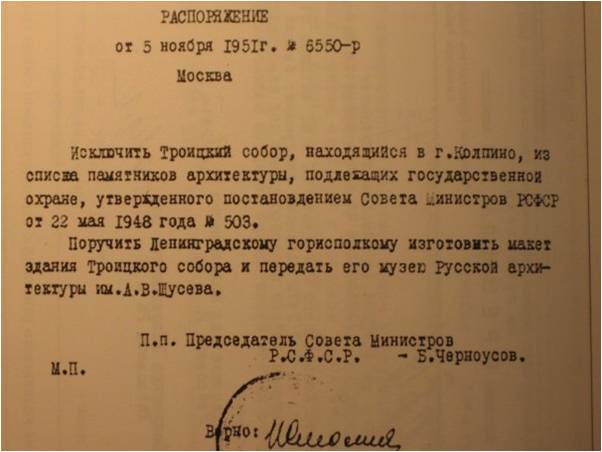 РАСПОРЯЖЕНИЕ
от 5 ноября 1951г. № 6550-р
Москва
Исключить Троицкий собор, находящийся в г.Колпино, из
списка памятников архитектуры, подлежащих государственной
охране, утвержденного постановлением Совета Министров РСФСР
от 22 мая 1948 года № 503.
Поручить Ленинградскому горисполкому изготовить макет
здания Троицкого собора и передать его музею Русской архи-
тектуры им.А.В.Щусева.
П.п. Председатель Совета Министров
Р.С.Ф.С.Р. - Б.Черноусов.
М.П.
Верно: